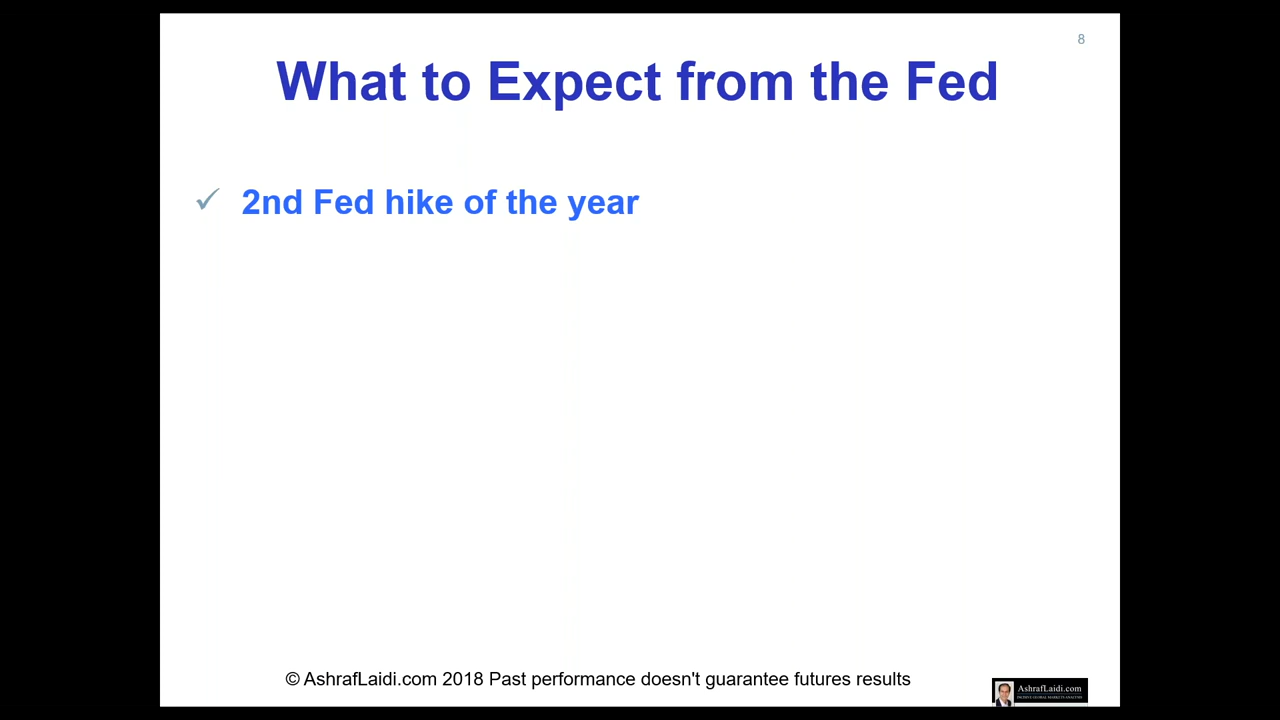 8
What to Expect from the Fed
✓ 2nd Fed hike of the year
© AshrafLaidi.com 2018 Past performance doesn't guarantee futures results
AshrafLaidi.com